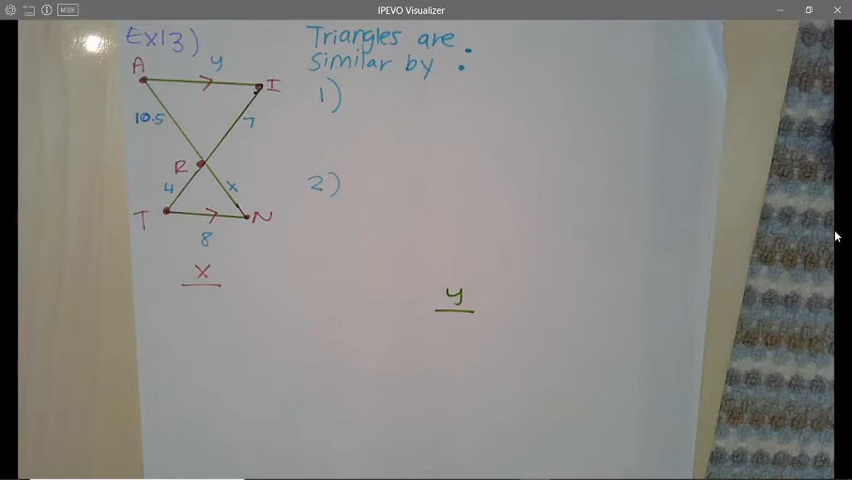 IPEVO Visualizer
Ex13)
Triangles are
Similar by :
A
y
I
1)
10.5
7
R
4
x
2)
T
N
8
x
y